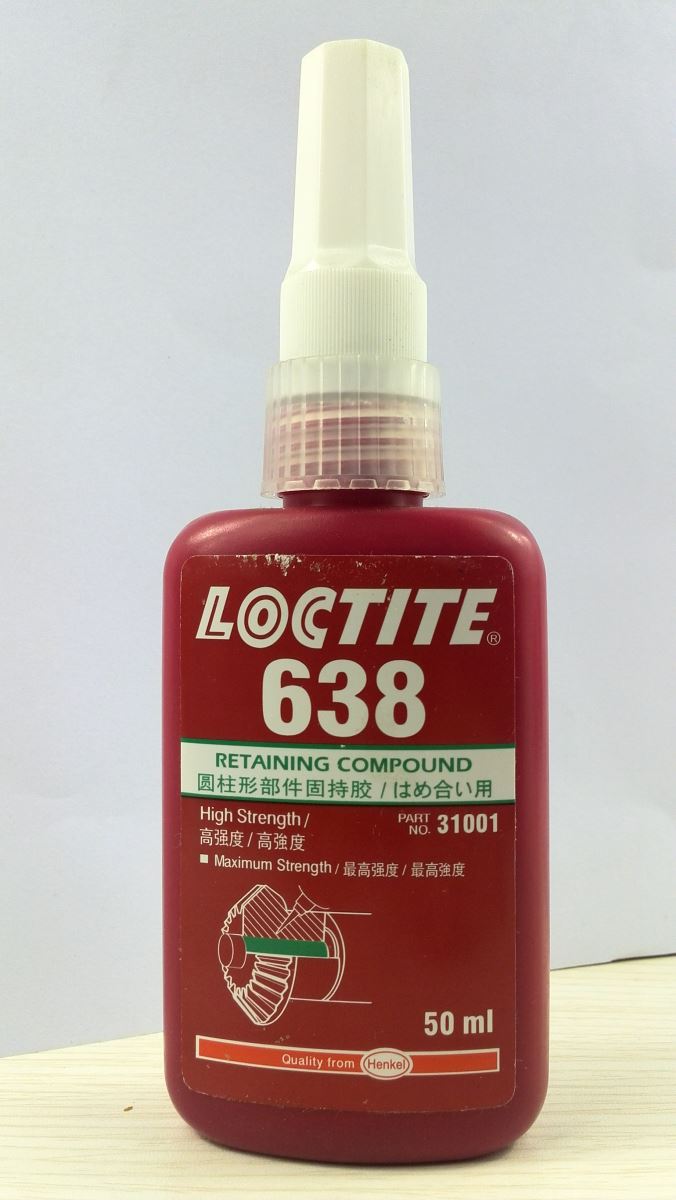 LOCTITE®
638
RETAINING COMPOUND
圆柱形部件固持胶 / はめ合い用
High Strength /
高强度 / 高強度
PART NO. 31001
■ Maximum Strength / 最高强度 / 最高強度
50 ml
Quality from Henkel